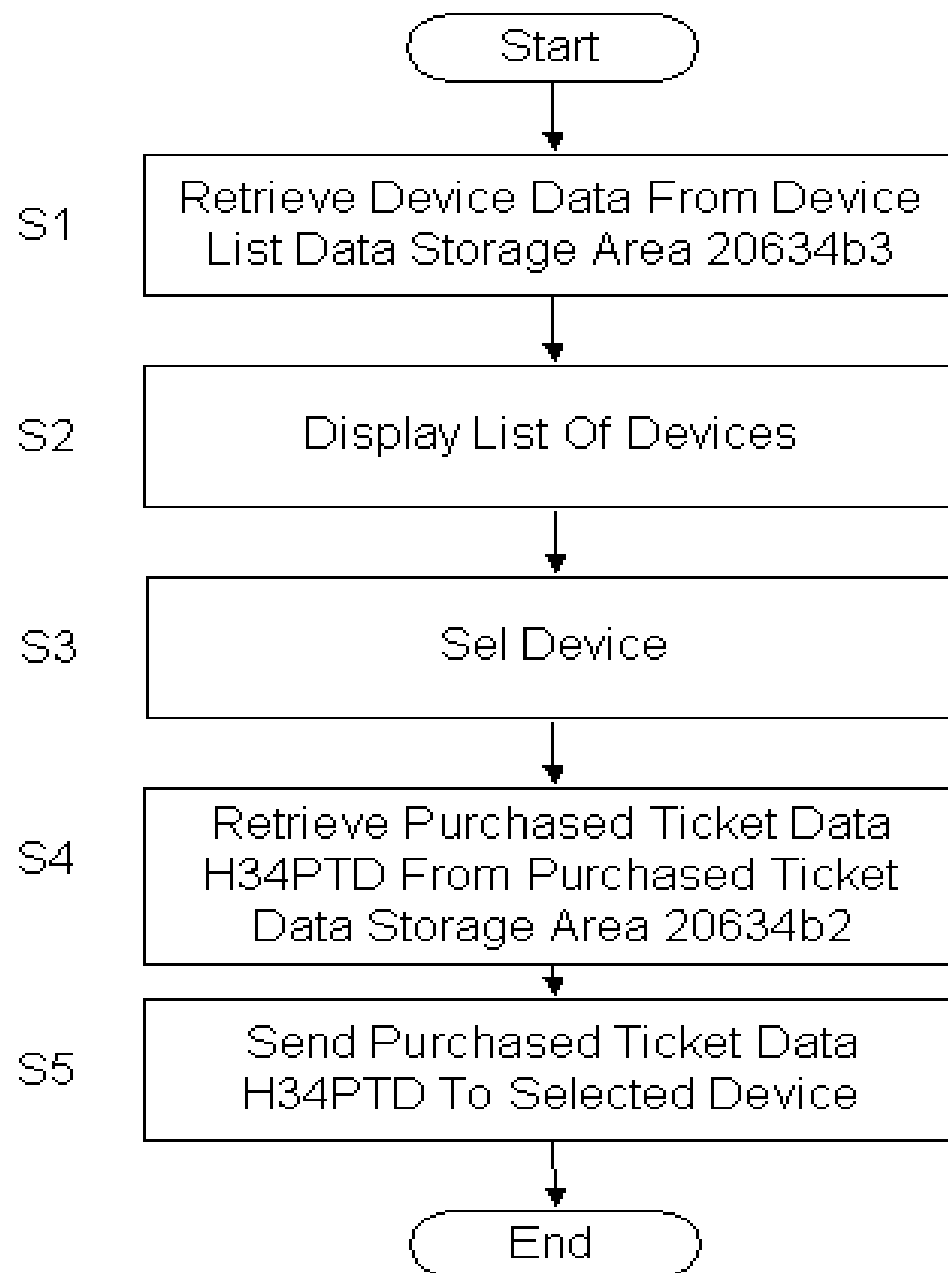 Start
S1
Retrieve Device Data From Device
List Data Storage Area 20634b3
S2
Display List Of Devices
S3
Sel Device
S4
Retrieve Purchased Ticket Data
H34PTD From Purchased Ticket
Data Storage Area 20634b2
S5
Send Purchased Ticket Data
H34PTD To Selected Device
End